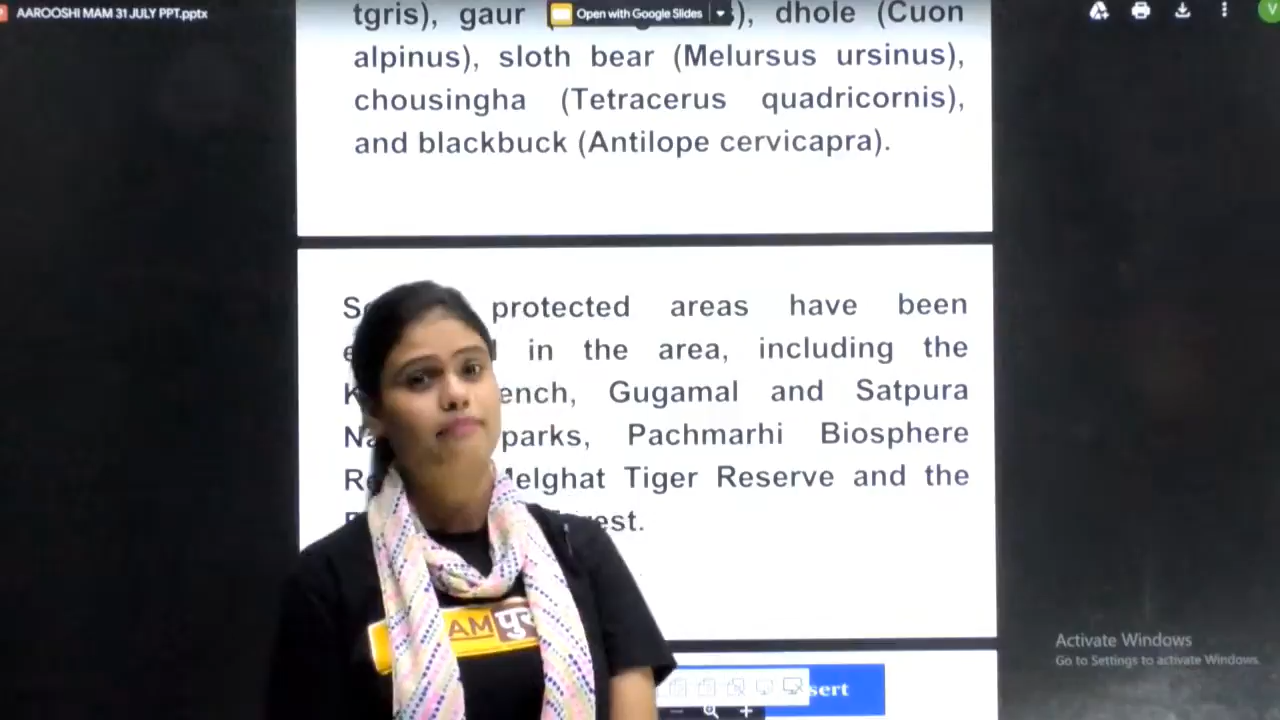 AAROOSHI MAM 31 JULY PPT.pptx
Open with Google Slides
V
tgris), gaur ), dhole (Cuon
alpinus), sloth bear (Melursus ursinus),
chousingha (Tetracerus quadricornis),
and blackbuck (Antilope cervicapra).
protected areas have been
in the area, including the
ench, Gugamal and Satpura
parks, Pachmarhi Biosphere
elghat Tiger Reserve and the
est.
AM पु
Activate Windows
Go to Settings to activate Windows.
sert